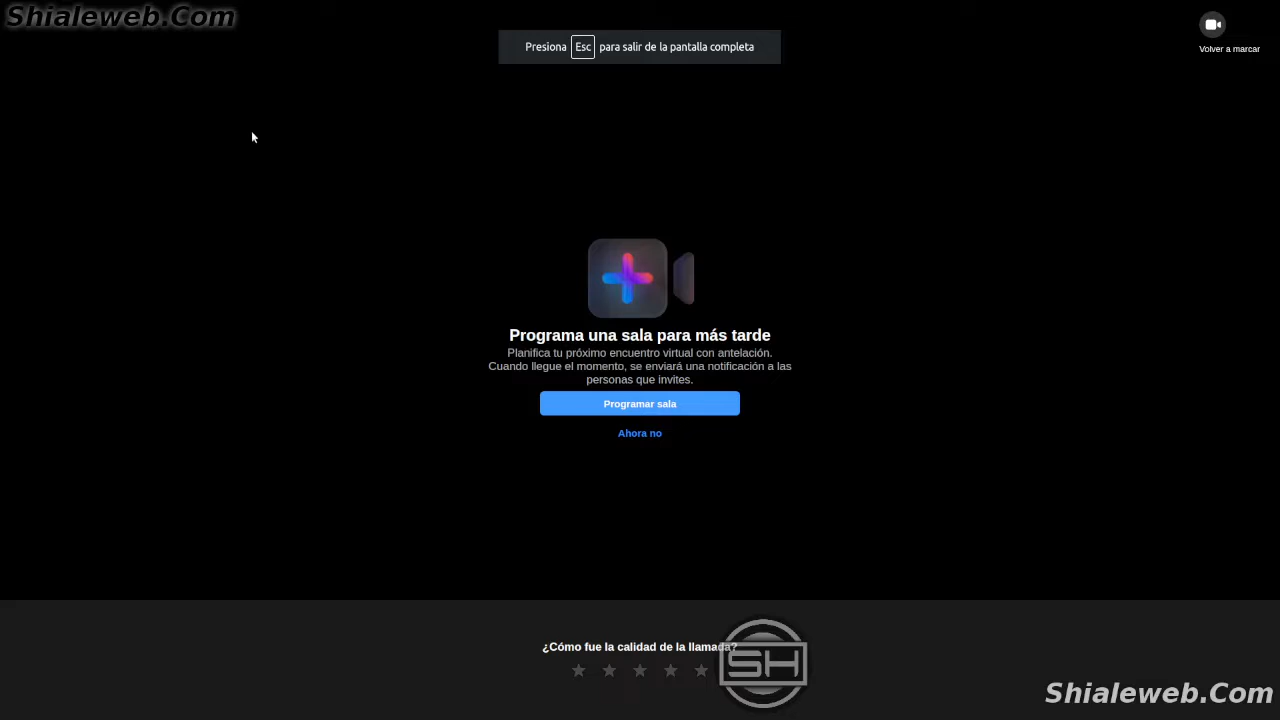 Shialeweb.Com
Presiona Esc para salir de la pantalla completa
Volver a marcar
Programa una sala para más tarde
Planifica tu próximo encuentro virtual con antelación.
Cuando llegue el momento, se enviará una notificación a las
personas que invites.
Programar sala
Ahora no
¿Cómo fue la calidad de la llamada?
SH
Shialeweb.Com